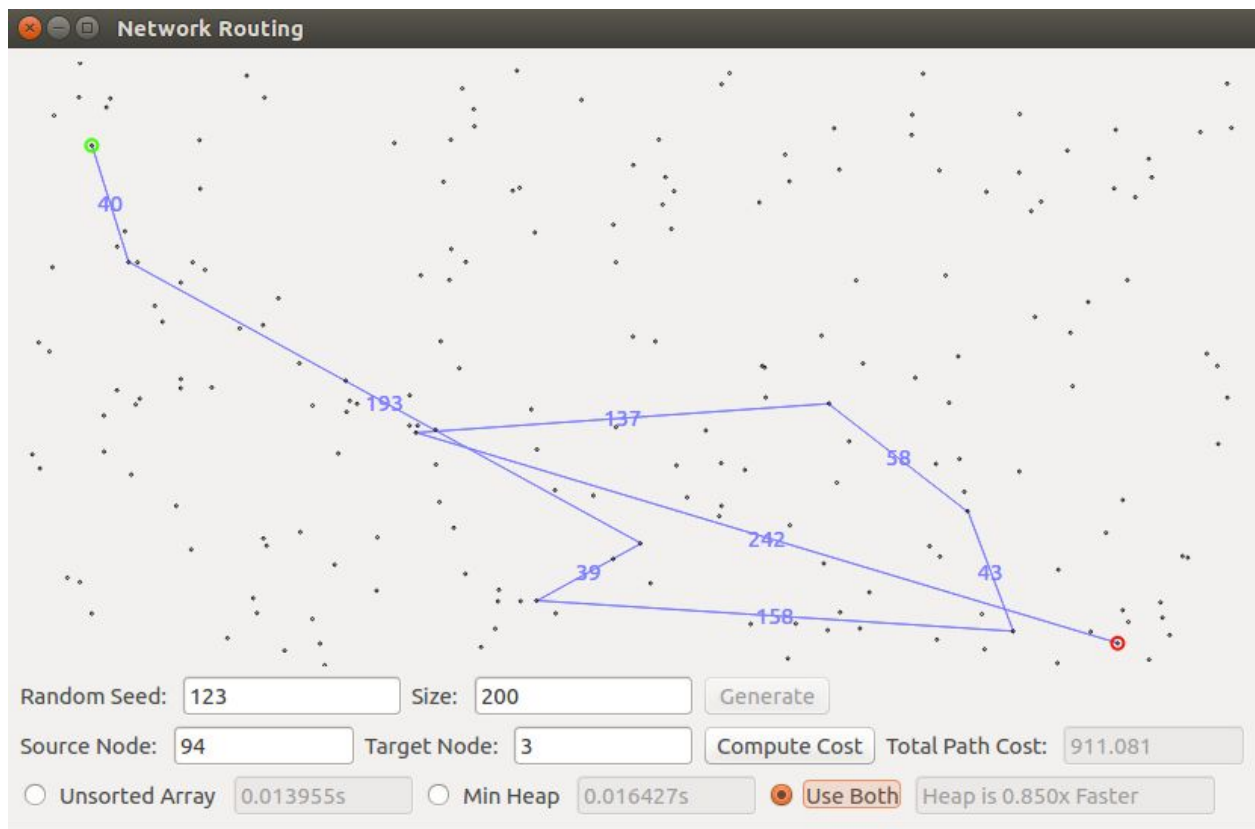 Network Routing
40
193
137
58
242
39
43
158
Random Seed: 123 Size: 200 Generate
Source Node: 94 Target Node: 3 Compute Cost Total Path Cost: 911.081
Unsorted Array 0.013955s Min Heap 0.016427s Use Both Heap is 0.850x Faster